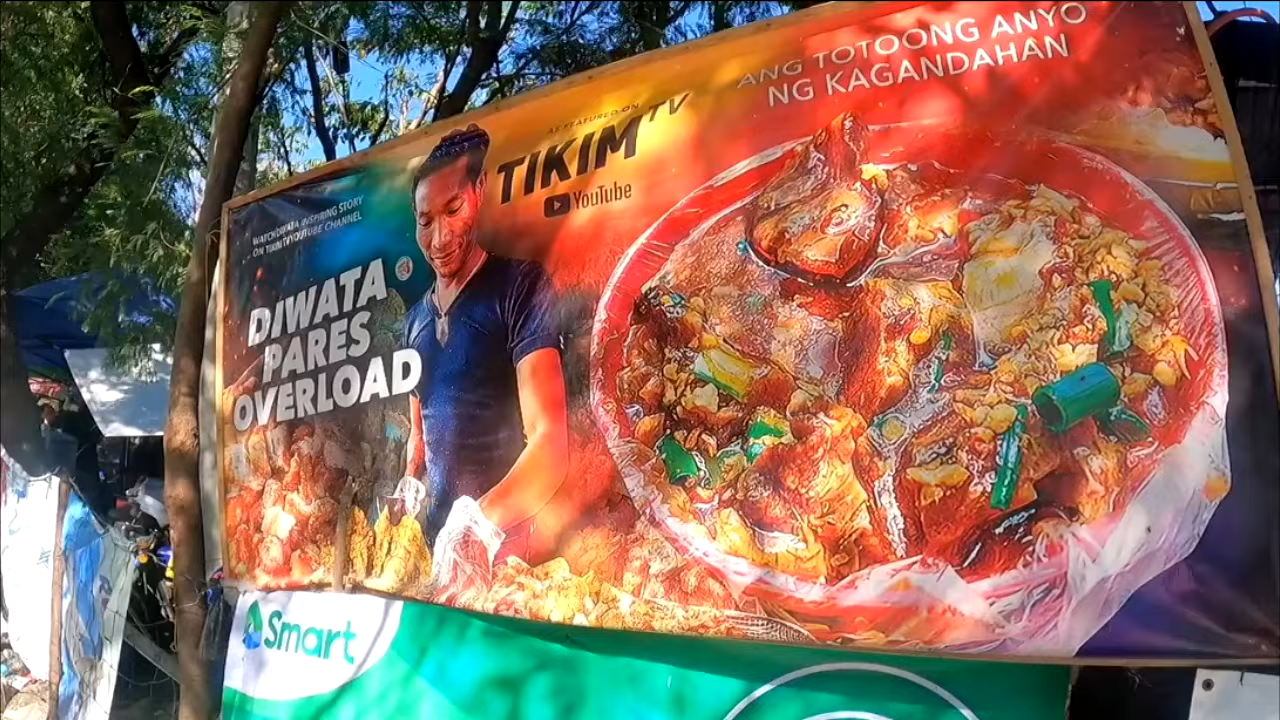 ANG TOTOONG ANYO
NG KAGANDAHAN
AS FEATURED ON
TIKIM TV
YouTube
WATCH DIWATA INSPIRING STORY
ON TIKIM TV YOUTUBE CHANNEL
DIWATA
PARES
OVERLOAD
Smart